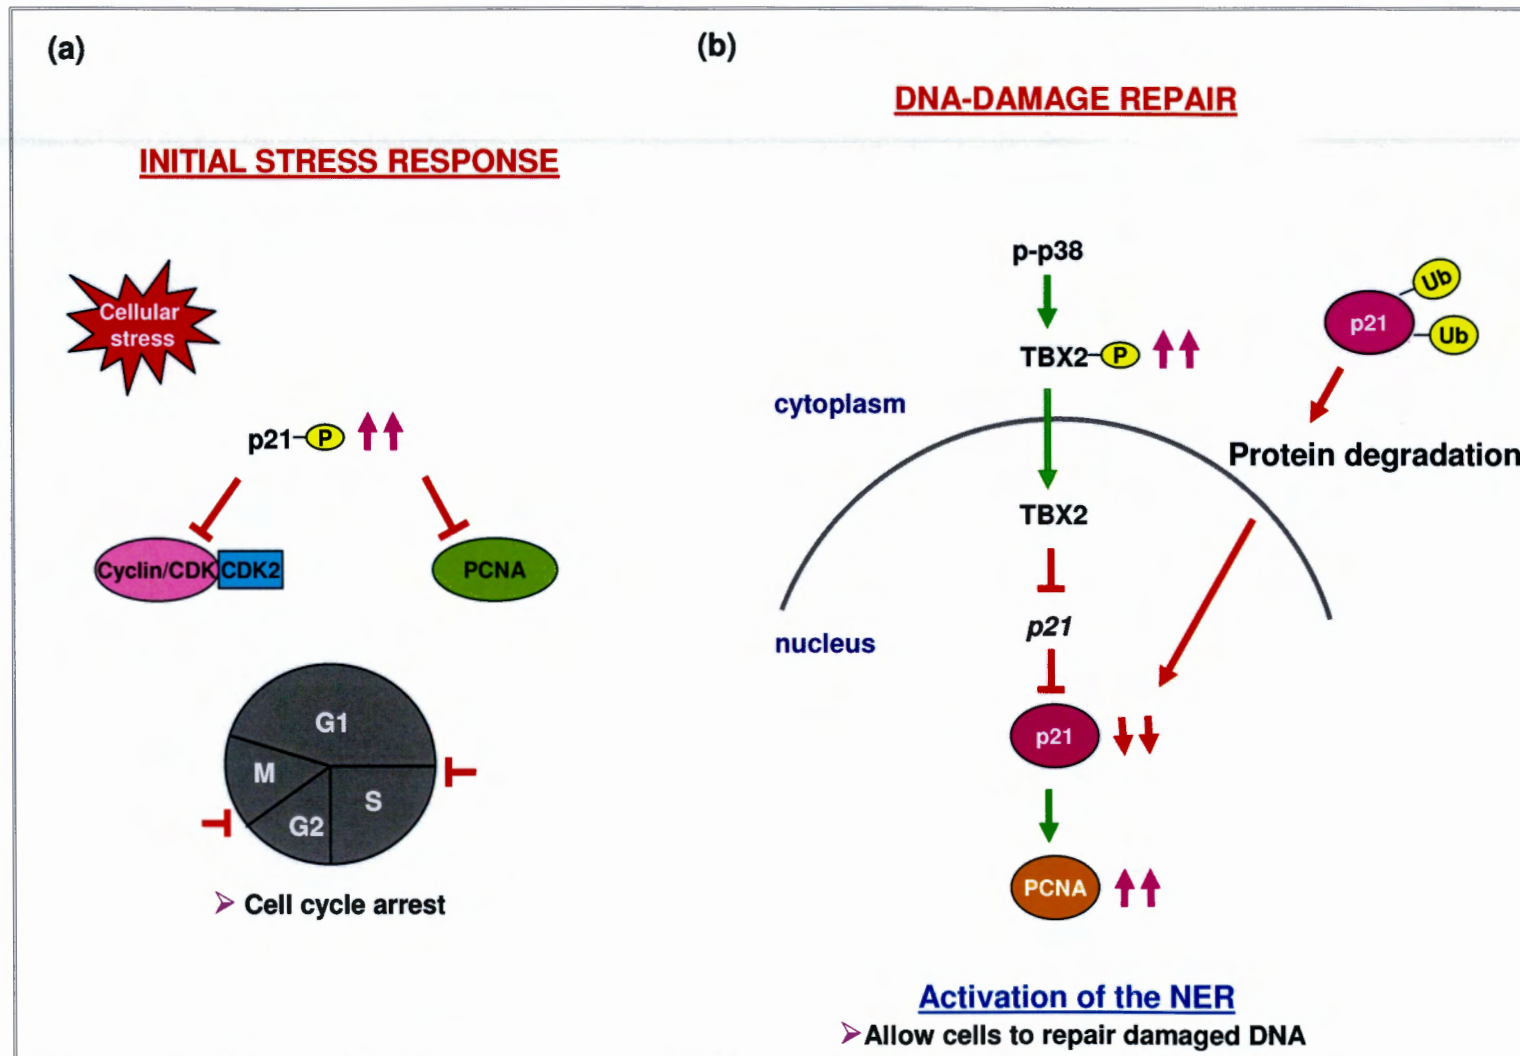 (a)
INITIAL STRESS RESPONSE
Cellular
stress
p21
P
Cyclin/CDK
CDK2
PCNA
G1
M
S
G2
➢ Cell cycle arrest
(b)
DNA-DAMAGE REPAIR
p-p38
TBX2
P
p21
Ub
Ub
cytoplasm
Protein degradation
TBX2
nucleus
p21
p21
PCNA
Activation of the NER
➢Allow cells to repair damaged DNA